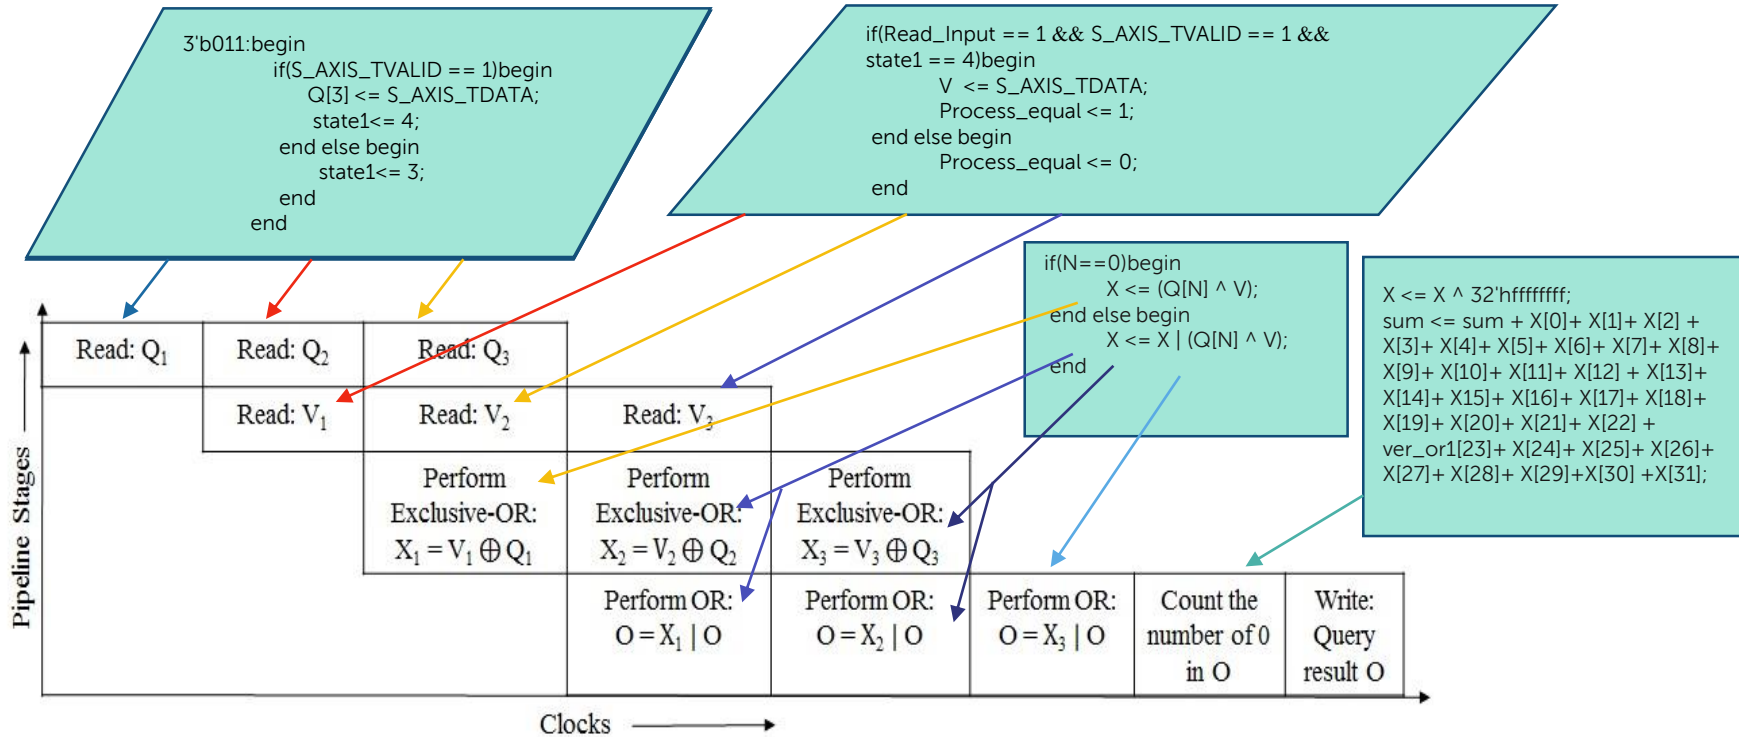 3'b011:begin
if(S_AXIS_TVALID == 1)begin
Q[3] <= S_AXIS_TDATA;
state1<= 4;
end else begin
state1<= 3;
end
end
if(Read_Input == 1 && S_AXIS_TVALID == 1 &&
state1 == 4)begin
V <= S_AXIS_TDATA;
Process_equal <= 1;
end else begin
Process_equal <= 0;
end
if(N==0)begin
X <= (Q[N] ^ V);
end else begin
X <= X | (Q[N] ^ V);
end
X <= X ^ 32'hffffffff;
sum <= sum + X[0]+ X[1]+ X[2] +
X[3]+ X[4]+ X[5]+ X[6]+ X[7]+ X[8]+
X[9]+ X[10]+ X[11]+ X[12] + X[13]+
X[14]+ X15]+ X[16]+ X[17]+ X[18]+
X[19]+ X[20]+ X[21]+ X[22] +
ver_or1[23]+ X[24]+ X[25]+ X[26]+
X[27]+ X[28]+ X[29]+X[30] +X[31];
Pipeline Stages
Read: Q₁
Read: Q₂
Read: Q₃
Read: V₁
Read: V₂
Read: V₃
Perform
Exclusive-OR:
X₁ = V₁ ⊕ Q₁
Perform
Exclusive-OR:
X₂ = V₂ ⊕ Q₂
Perform
Exclusive-OR:
X₃ = V₃ ⊕ Q₃
Perform OR:
O = X₁ | O
Perform OR:
O = X₂ | O
Perform OR:
O = X₃ | O
Count the
number of 0
in O
Write:
Query
result O
Clocks